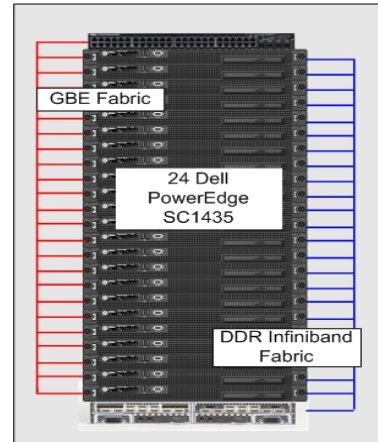 GBE Fabric
24 Dell
PowerEdge
SC1435
DDR Infiniband
Fabric